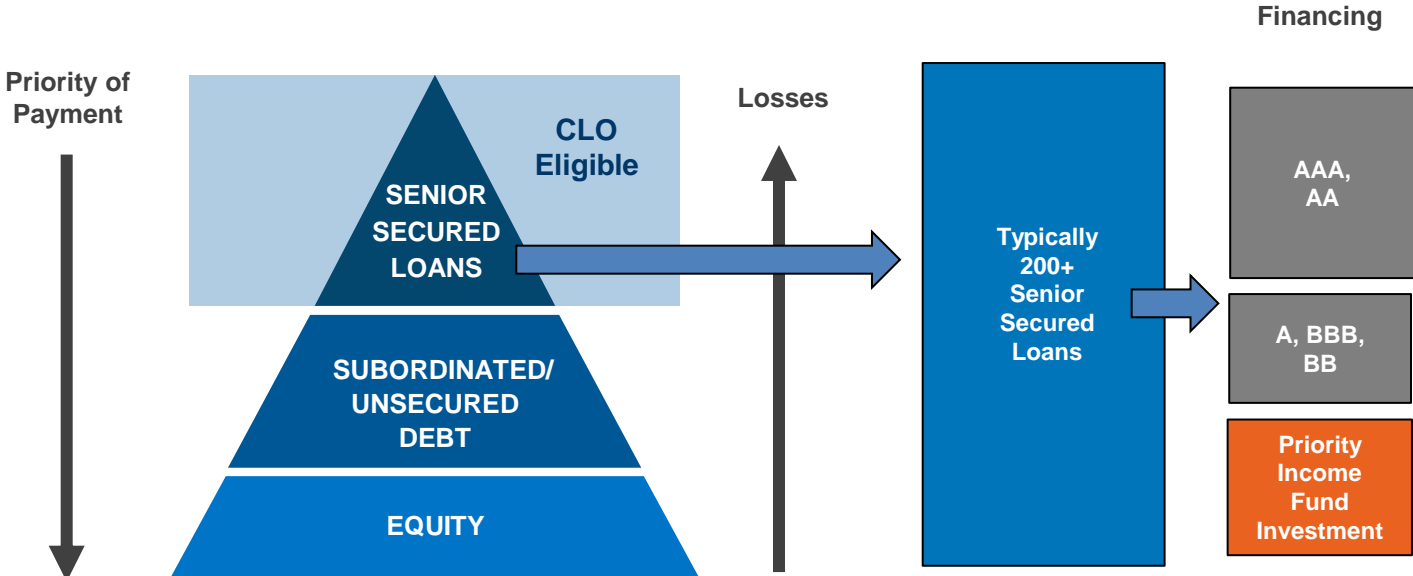 Financing
Priority of
Payment
Losses
CLO
Eligible
SENIOR
SECURED
LOANS
SUBORDINATED/
UNSECURED
DEBT
EQUITY
Typically
200+
Senior
Secured
Loans
AAA,
AA
A, BBB,
BB
Priority
Income
Fund
Investment